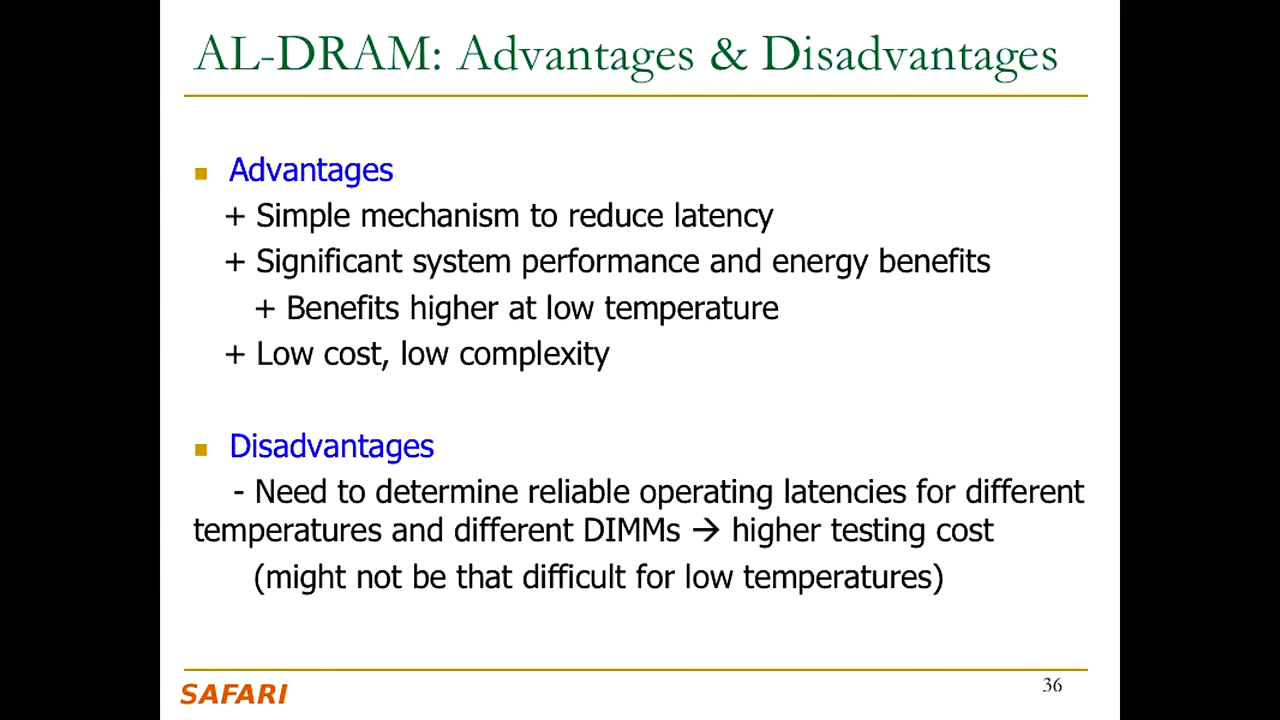 AL-DRAM: Advantages & Disadvantages
Advantages
+ Simple mechanism to reduce latency
+ Significant system performance and energy benefits
+ Benefits higher at low temperature
+ Low cost, low complexity
Disadvantages
- Need to determine reliable operating latencies for different
temperatures and different DIMMs → higher testing cost
(might not be that difficult for low temperatures)
SAFARI
36